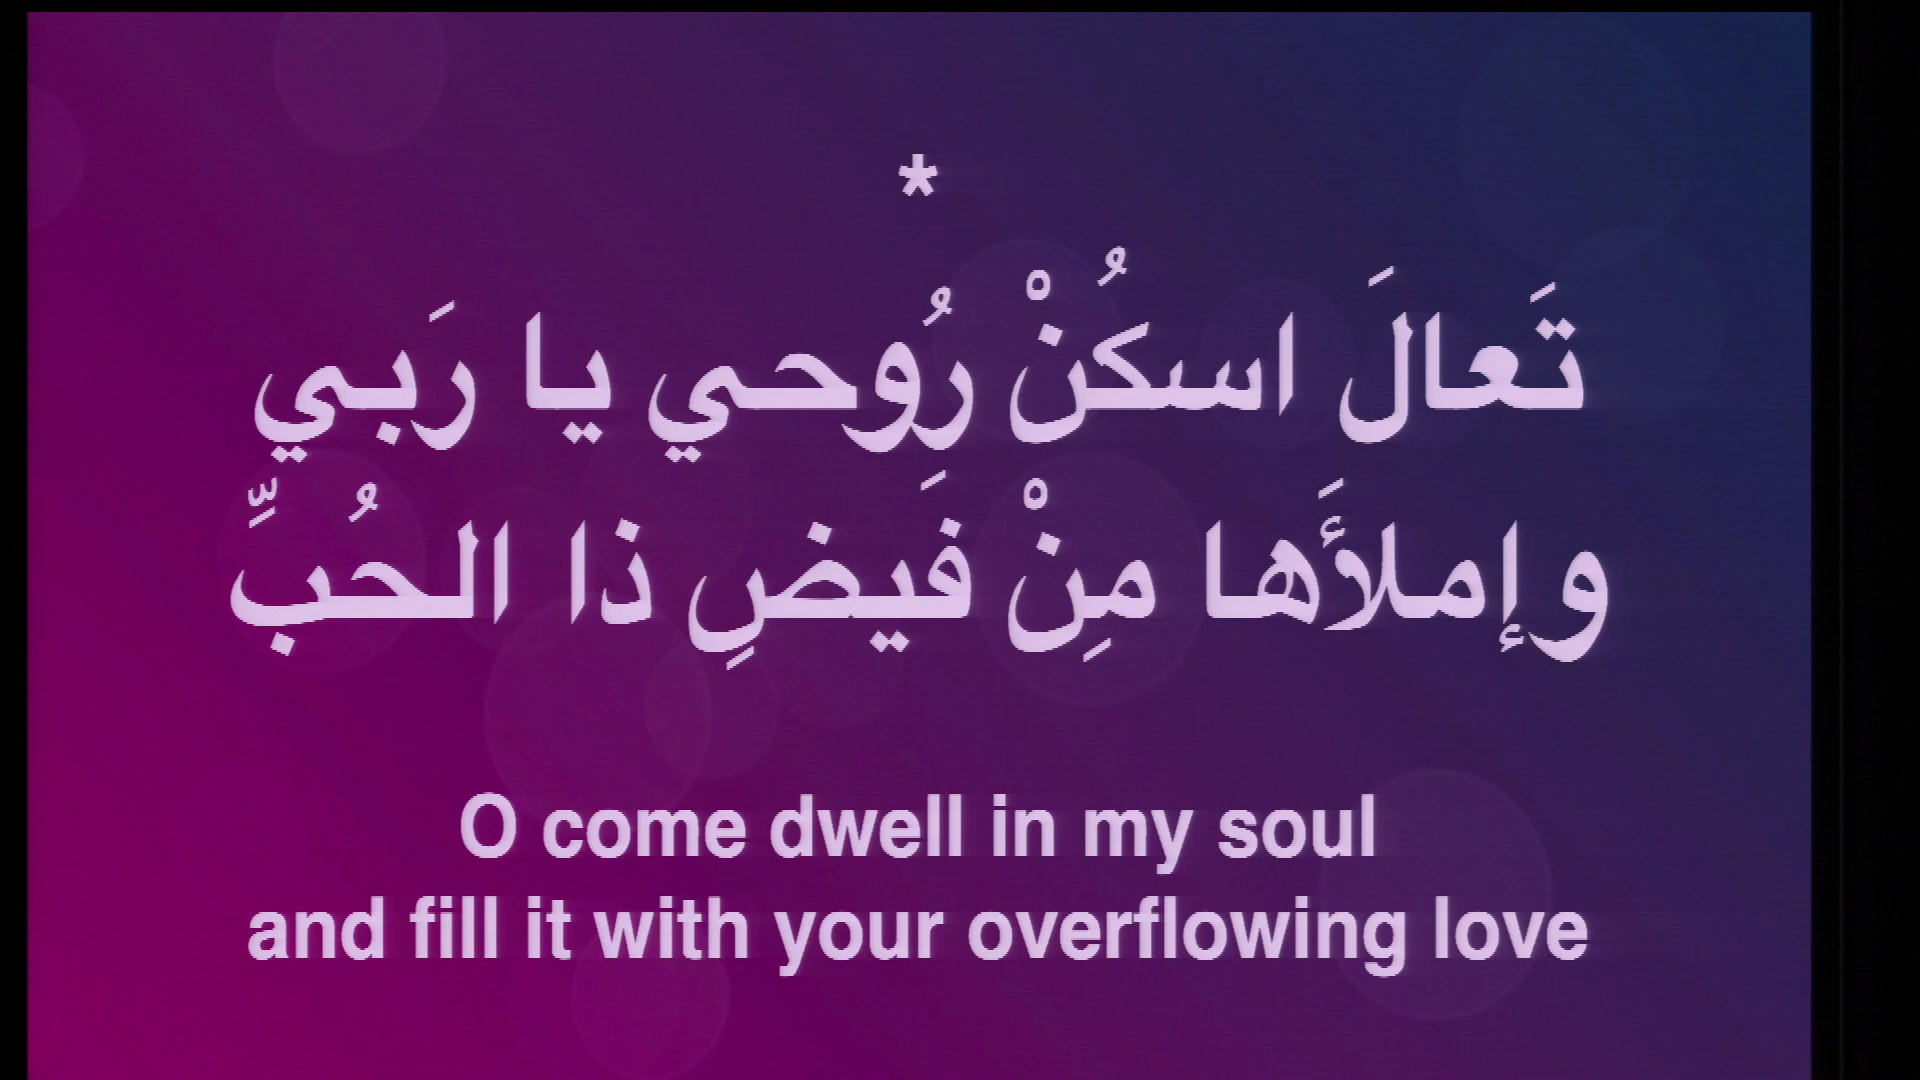 *
تَعالَ اسكُنْ رُوحي يا رَبي
وإملأَها مِنْ فَيضِ ذا الحُبِّ
O come dwell in my soul
and fill it with your overflowing love